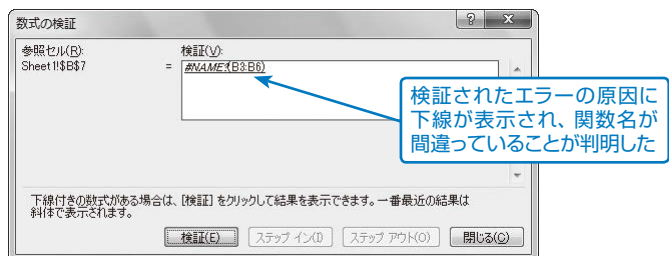 数式の検証
参照セル(R):
検証(V):
Sheet1!$B$7
=
#NAME?(B3:B6)
検証されたエラーの原因に
下線が表示され、関数名が
間違っていることが判明した
下線付きの数式がある場合は、[検証] をクリックして結果を表示できます。一番最近の結果は
斜体で表示されます。
検証(E)
ステップ イン(I)
ステップ アウト(O)
閉じる(C)